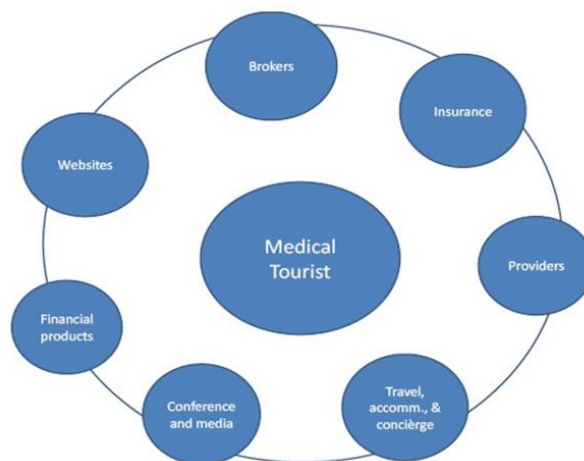 Brokers
Insurance
Websites
Medical
Tourist
Providers
Financial
products
Travel,
accomm., &
concièrge
Conference
and media